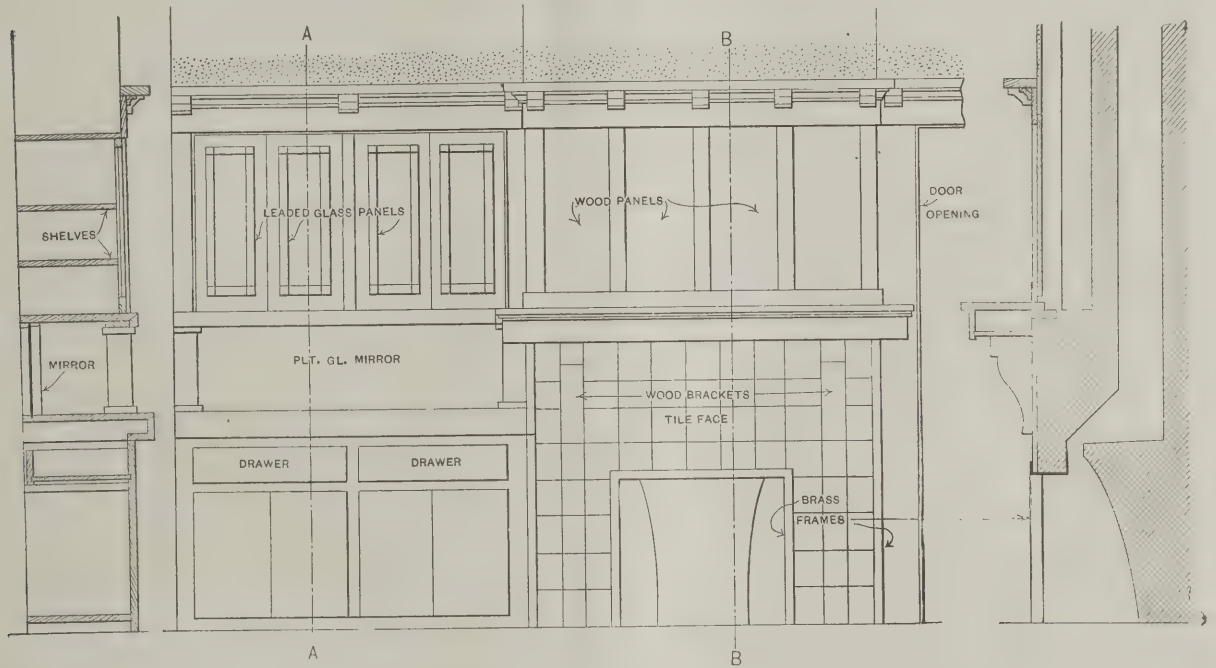 A
B
DOOR
OPENING
WOOD PANELS
LEADED GLASS PANELS
SHELVES
PLT. GL. MIRROR
MIRROR
WOOD BRACKETS
TILE FACE
DRAWER
DRAWER
BRASS
FRAMES
A
B